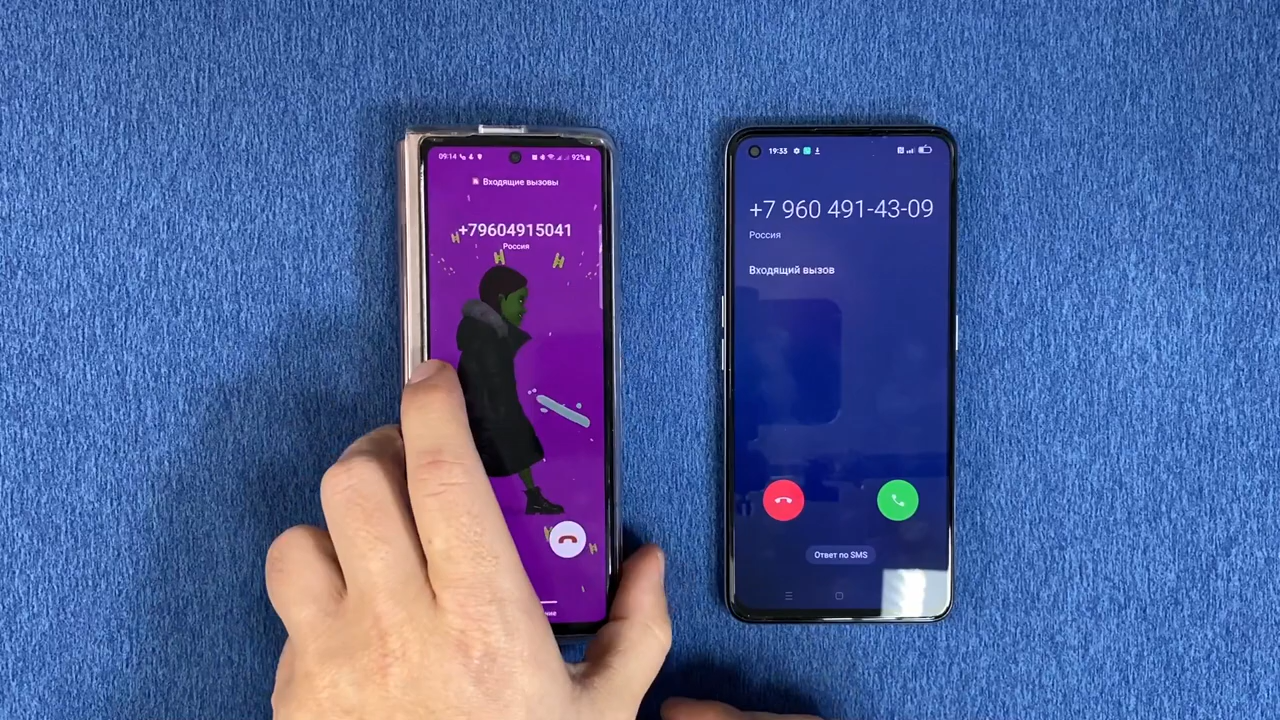 09:14
92%
Входящие вызовы
+79604915041
Россия
19:33
+7 960 491-43-09
Россия
Входящий вызов
Ответ по SMS